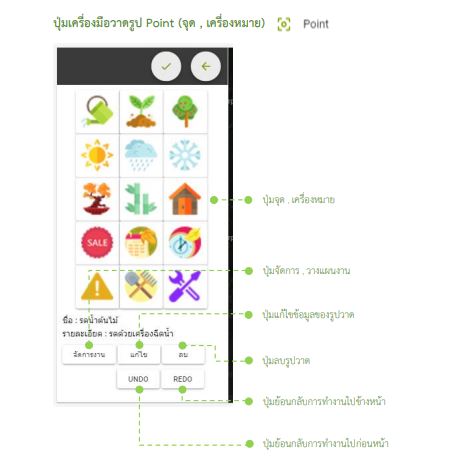 ปุ่มเครื่องมือวาดรูป Point (จุด , เครื่องหมาย) Point
SALE
ปุ่มจุด , เครื่องหมาย
ปุ่มจัดการ , วางแผนงาน
ชื่อ : รดน้ำต้นไม้
ปุ่มแก้ไขข้อมูลของรูปวาด
รายละเอียด : รดด้วยเครื่องฉีดน้ำ
จัดการงาน แก้ไข ลบ
ปุ่มลบรูปวาด
UNDO REDO
ปุ่มย้อนกลับการทำงานไปข้างหน้า
ปุ่มย้อนกลับการทำงานไปก่อนหน้า